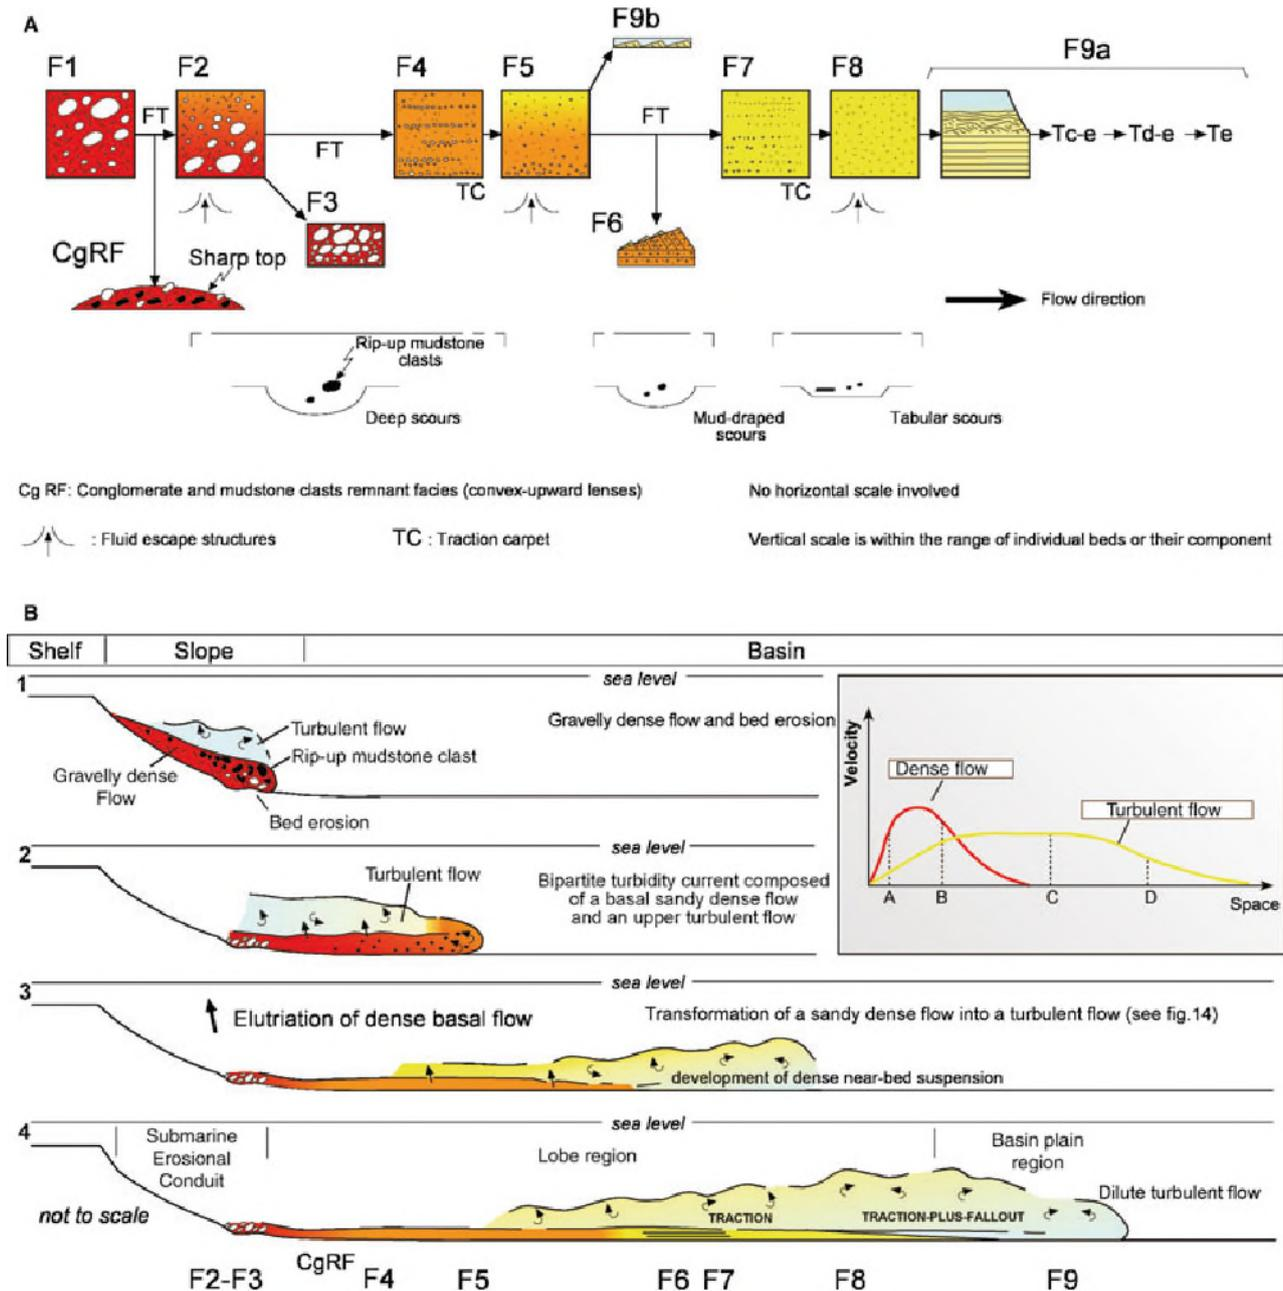 A
F1
F2
F4
F5
F9b
F7
F8
F9a
FT
FT
FT
Tc-e
Td-e
Te
TC
TC
F3
F6
CgRF
Sharp top
Flow direction
Rip-up mudstone
clasts
Deep scours
Mud-draped
scours
Tabular scours
Cg RF: Conglomerate and mudstone clasts remnant facies (convex-upward lenses)
No horizontal scale involved
: Fluid escape structures
TC : Traction carpet
Vertical scale is within the range of individual beds or their component
B
Shelf
Slope
Basin
1
sea level
Turbulent flow
Rip-up mudstone clast
Gravelly dense
Flow
Bed erosion
Gravelly dense flow and bed erosion
Velocity
Dense flow
Turbulent flow
A
B
C
D
Space
2
sea level
Turbulent flow
Bipartite turbidity current composed
of a basal sandy dense flow
and an upper turbulent flow
3
sea level
Elutriation of dense basal flow
Transformation of a sandy dense flow into a turbulent flow (see fig.14)
development of dense near-bed suspension
4
sea level
Submarine
Erosional
Conduit
Lobe region
Basin plain
region
Dilute turbulent flow
not to scale
TRACTION
TRACTION-PLUS-FALLOUT
F2-F3
CgRF
F4
F5
F6
F7
F8
F9